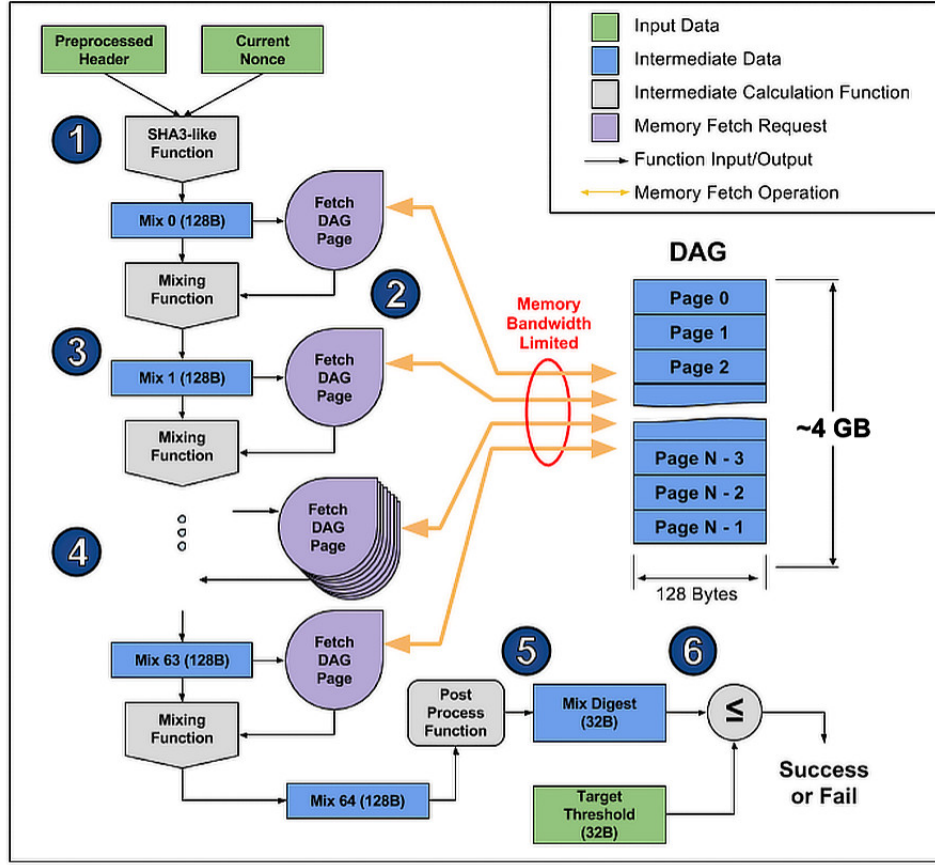 Preprocessed
Header
Current
Nonce
Input Data
Intermediate Data
Intermediate Calculation Function
Memory Fetch Request
Function Input/Output
Memory Fetch Operation
1
SHA3-like
Function
Mix 0 (128B)
Fetch
DAG
Page
Mixing
Function
2
3
Mix 1 (128B)
Fetch
DAG
Page
Mixing
Function
Memory
Bandwidth
Limited
DAG
Page 0
Page 1
Page 2
Page N - 3
Page N - 2
Page N - 1
~4 GB
128 Bytes
4
Fetch
DAG
Page
Mix 63 (128B)
Fetch
DAG
Page
Mixing
Function
Mix 64 (128B)
Post
Process
Function
5
Mix Digest
(32B)
6
≤
Target
Threshold
(32B)
Success
or Fail